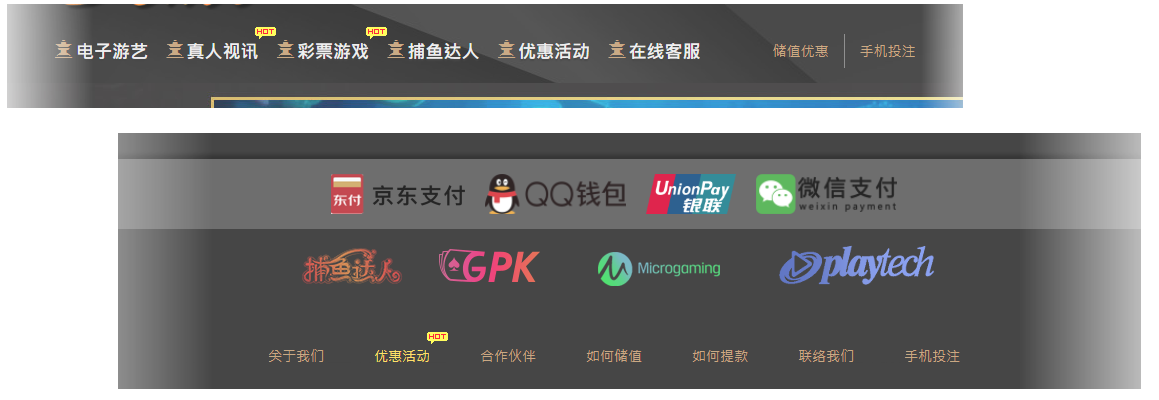 HOT HOT
电子游艺 真人视讯 彩票游戏 捕鱼达人 优惠活动 在线客服 储值优惠 手机投注
东付 京东支付 QQ钱包 UnionPay 银联 微信支付 weixin payment
捕鱼达人 GPK Microgaming playtech
HOT
关于我们 优惠活动 合作伙伴 如何储值 如何提款 联络我们 手机投注